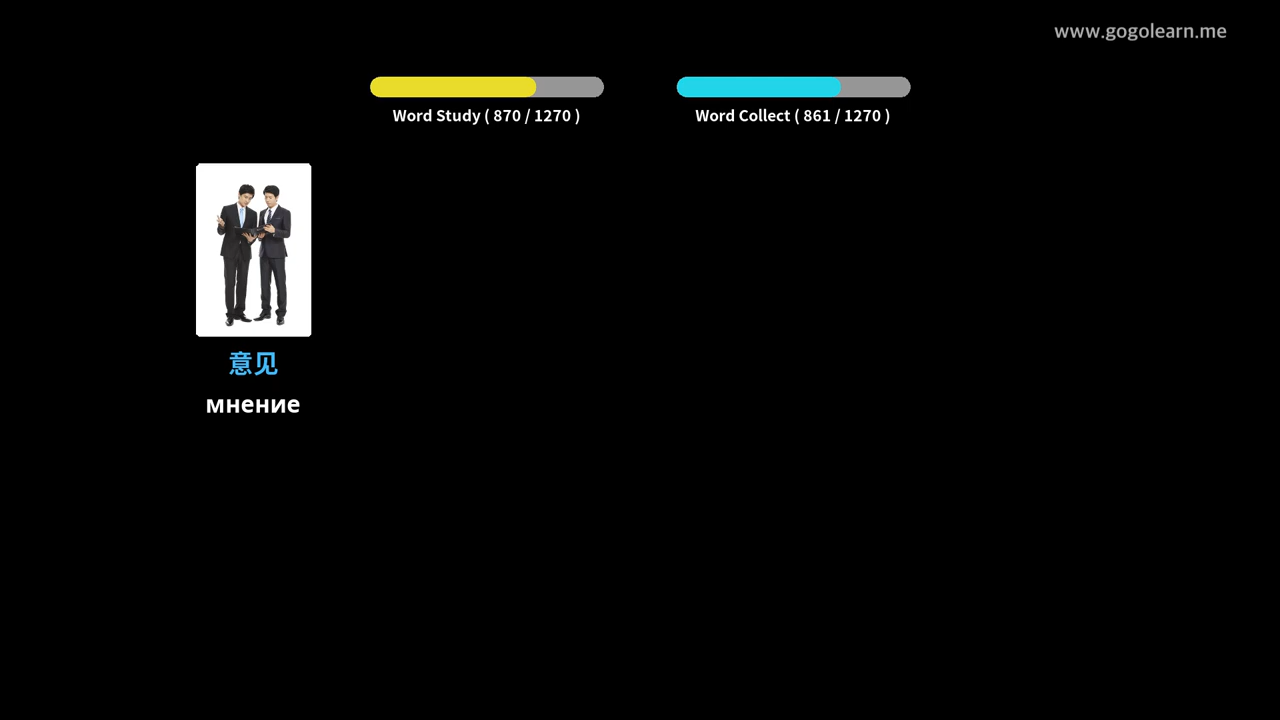 www.gogolearn.me
Word Study ( 870 / 1270 )
Word Collect ( 861 / 1270 )
意见
мнение